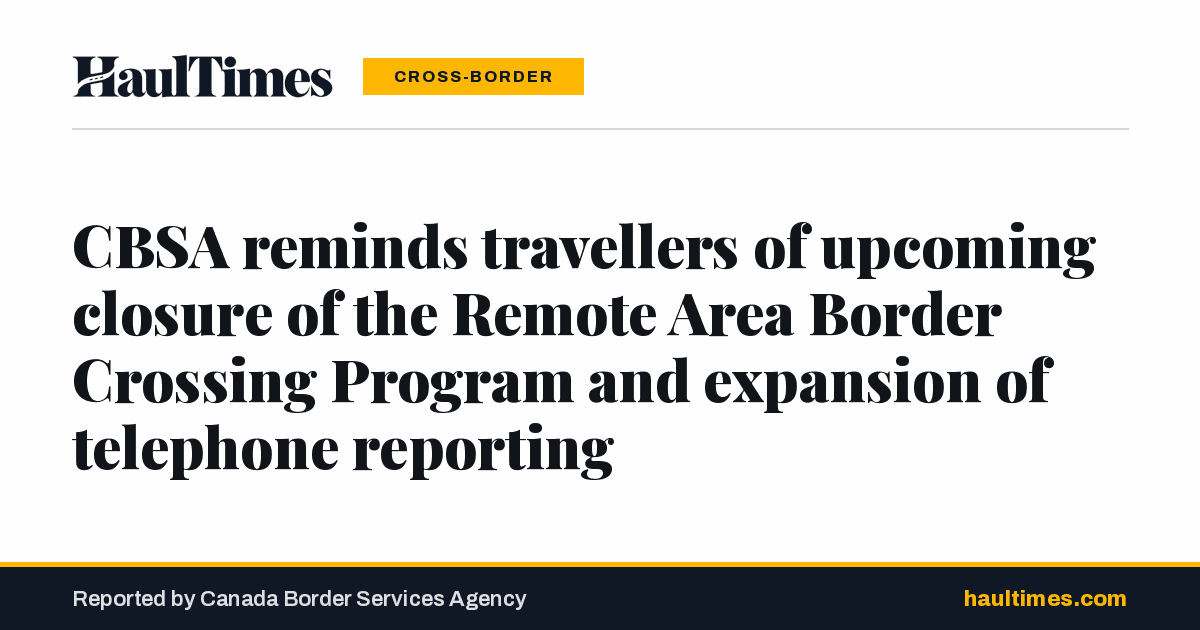 HaulTimes
CROSS-BORDER
CBSA reminds travellers of upcoming
closure of the Remote Area Border
Crossing Program and expansion of
telephone reporting
Reported by Canada Border Services Agency
haultimes.com